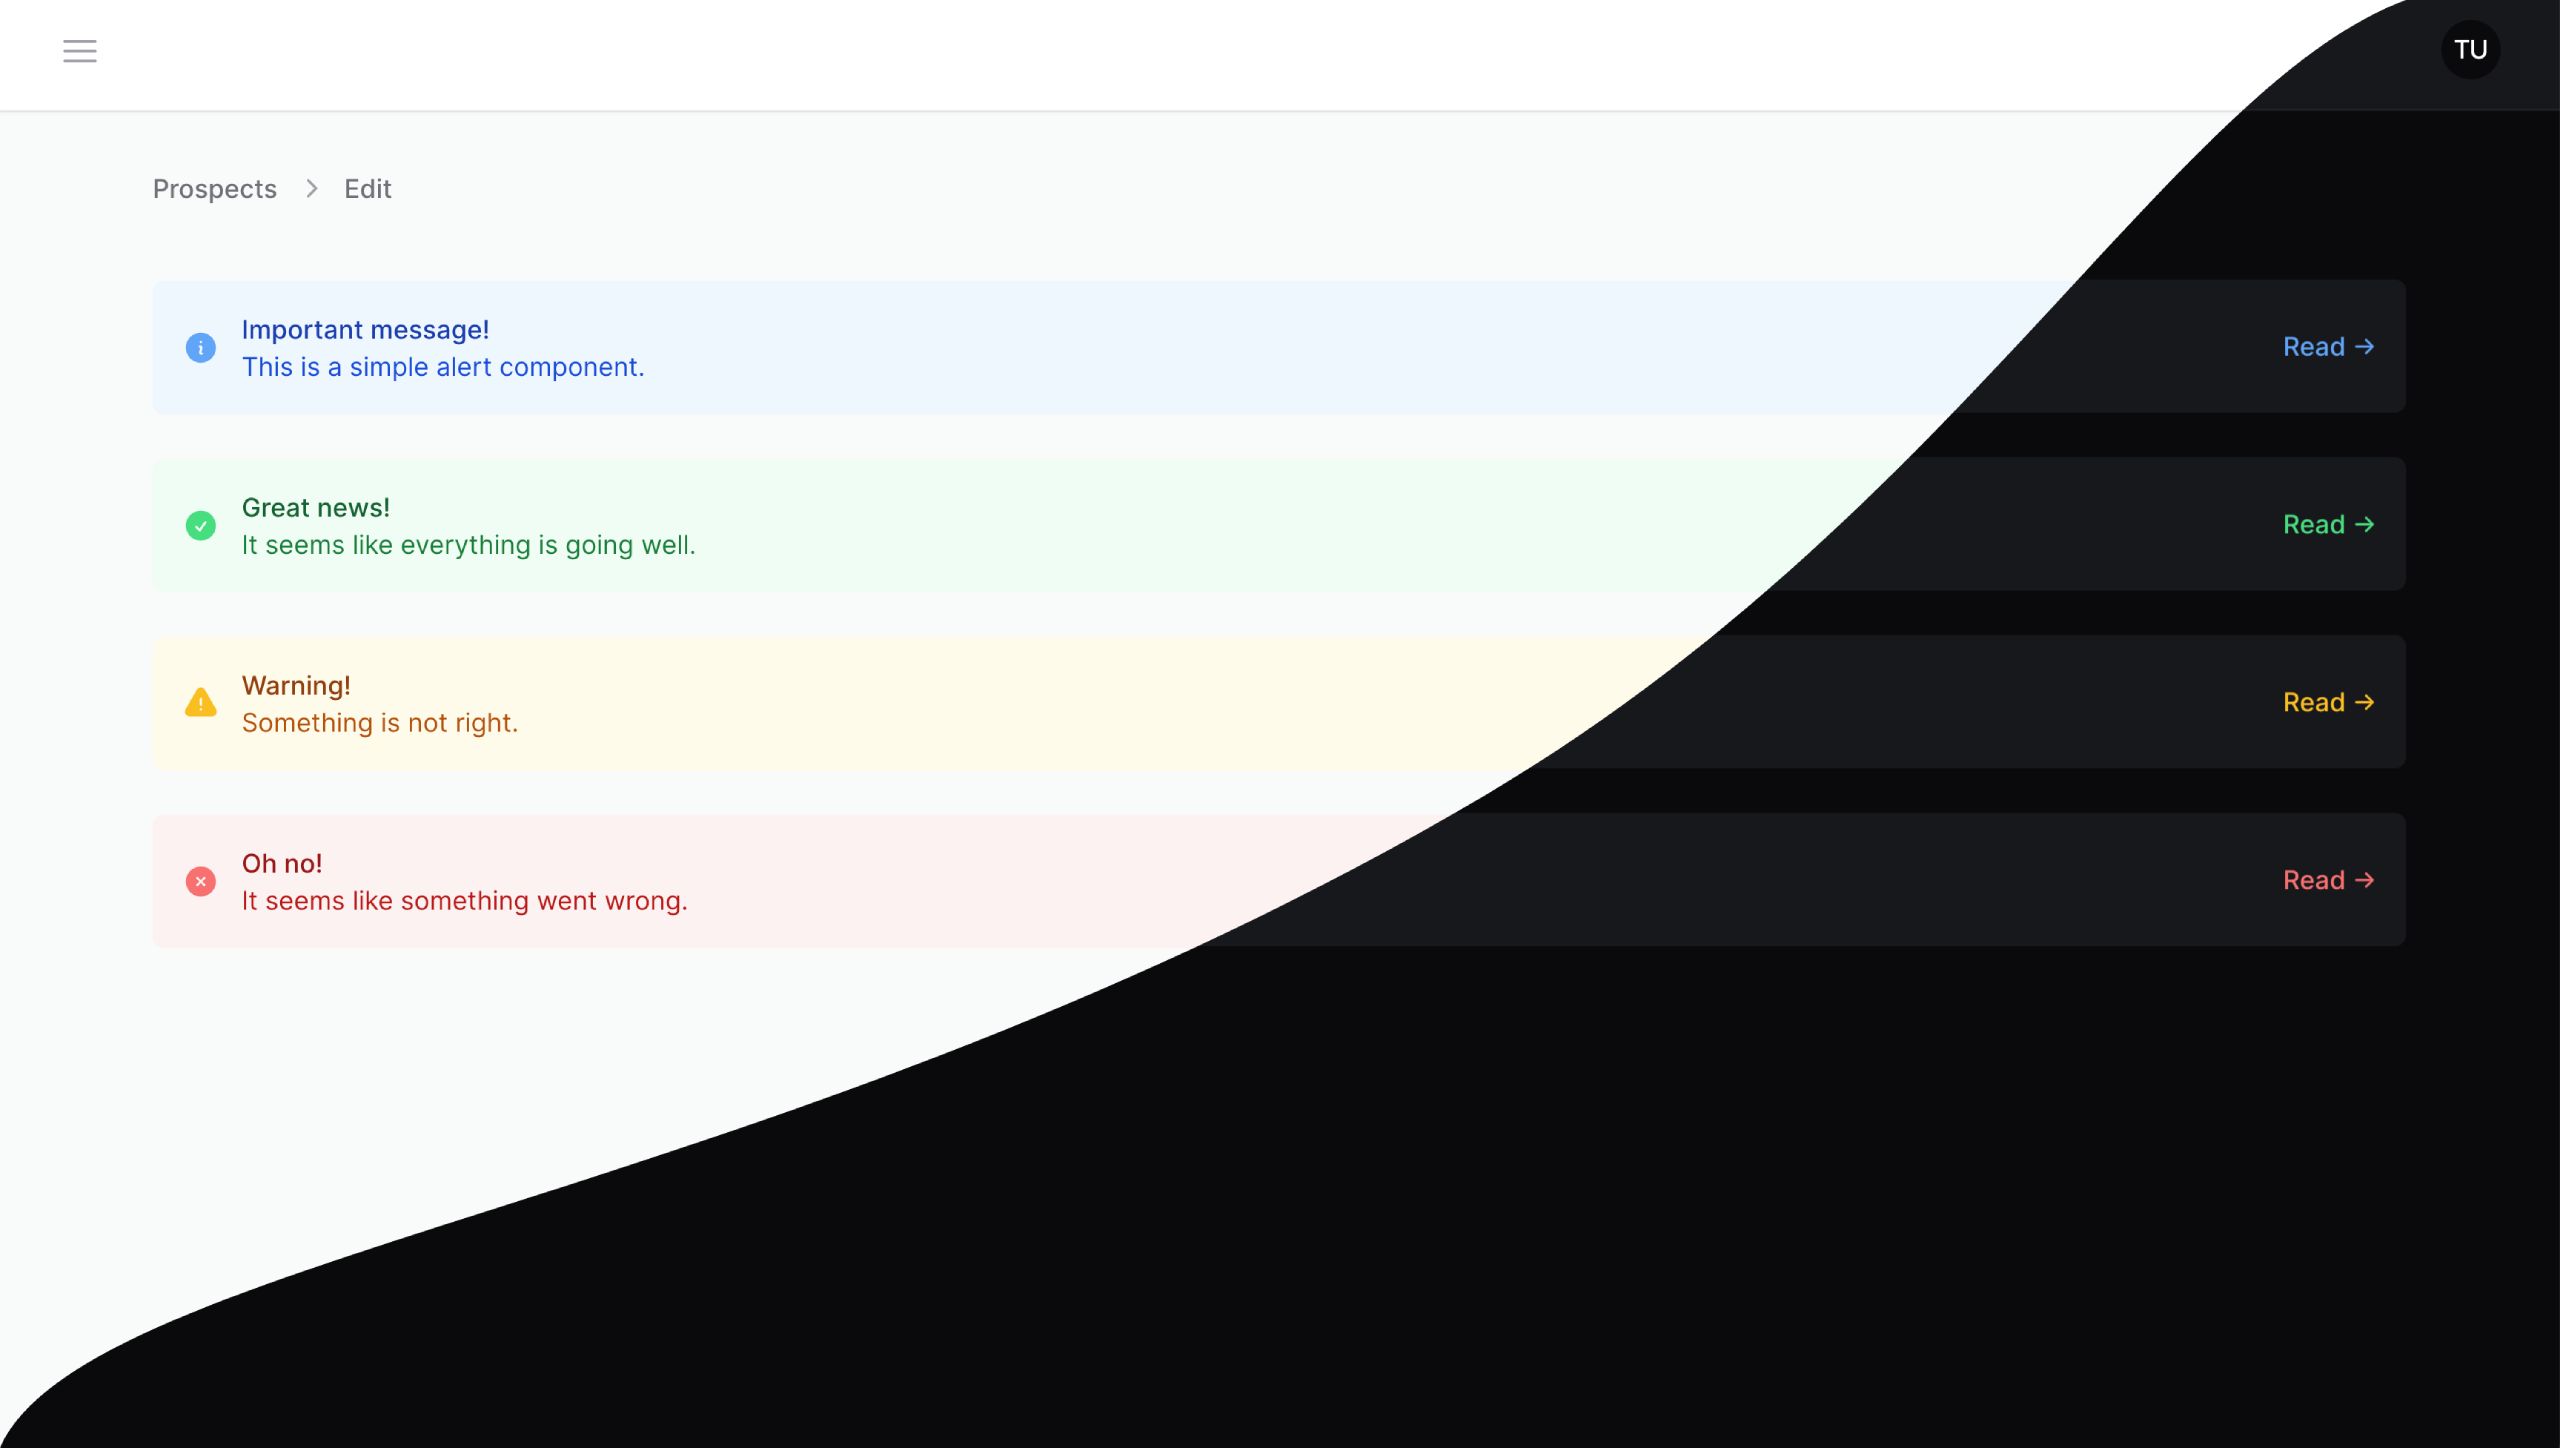 TU
Prospects > Edit
Important message!
This is a simple alert component.
Read →
Great news!
It seems like everything is going well.
Read →
Warning!
Something is not right.
Read →
Oh no!
It seems like something went wrong.
Read →